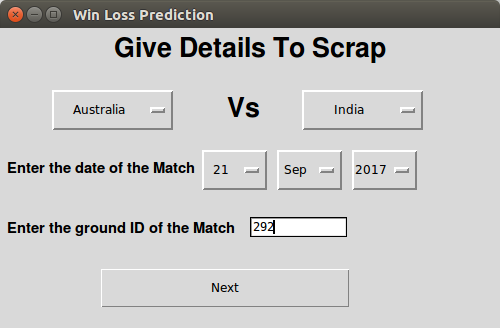 Win Loss Prediction
Give Details To Scrap
Australia Vs India
Enter the date of the Match 21 Sep 2017
Enter the ground ID of the Match 292
Next